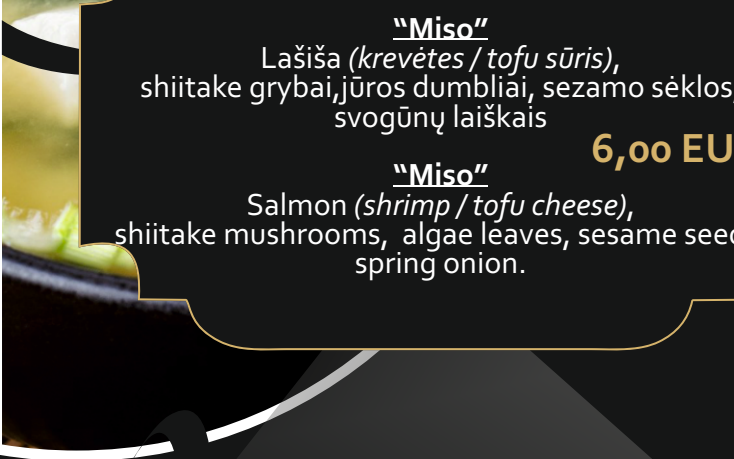 “Miso”
Lašiša (krevetės / tofu sūris),
shiitake grybai,jūros dumbliai, sezamo sėklos,
svogūnų laiškais
6,00 EU
“Miso”
Salmon (shrimp / tofu cheese),
shiitake mushrooms, algae leaves, sesame seed
spring onion.